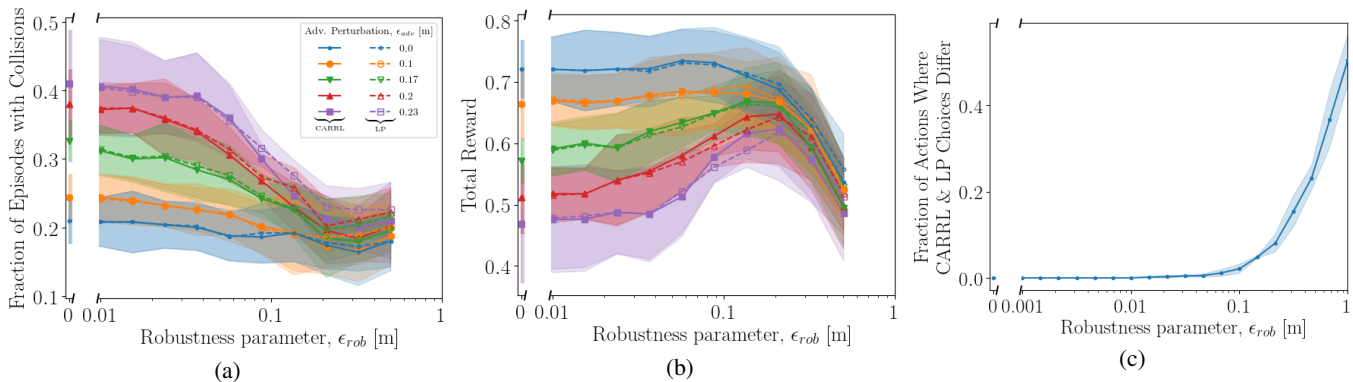 Fraction of Episodes with Collisions
0.5
0.4
0.3
0.2
0.1
Adv. Perturbation, ϵ_adv [m]
0.0
0.1
0.17
0.2
0.23
CARRL LP
0 0.01 0.1 1
Robustness parameter, ϵ_rob [m]
(a)
Total Reward
0.8
0.7
0.6
0.5
0.4
0 0.01 0.1 1
Robustness parameter, ϵ_rob [m]
(b)
Fraction of Actions Where
CARRL & LP Choices Differ
0.4
0.2
0.0
0 0.001 0.01 0.1 1
Robustness parameter, ϵ_rob [m]
(c)